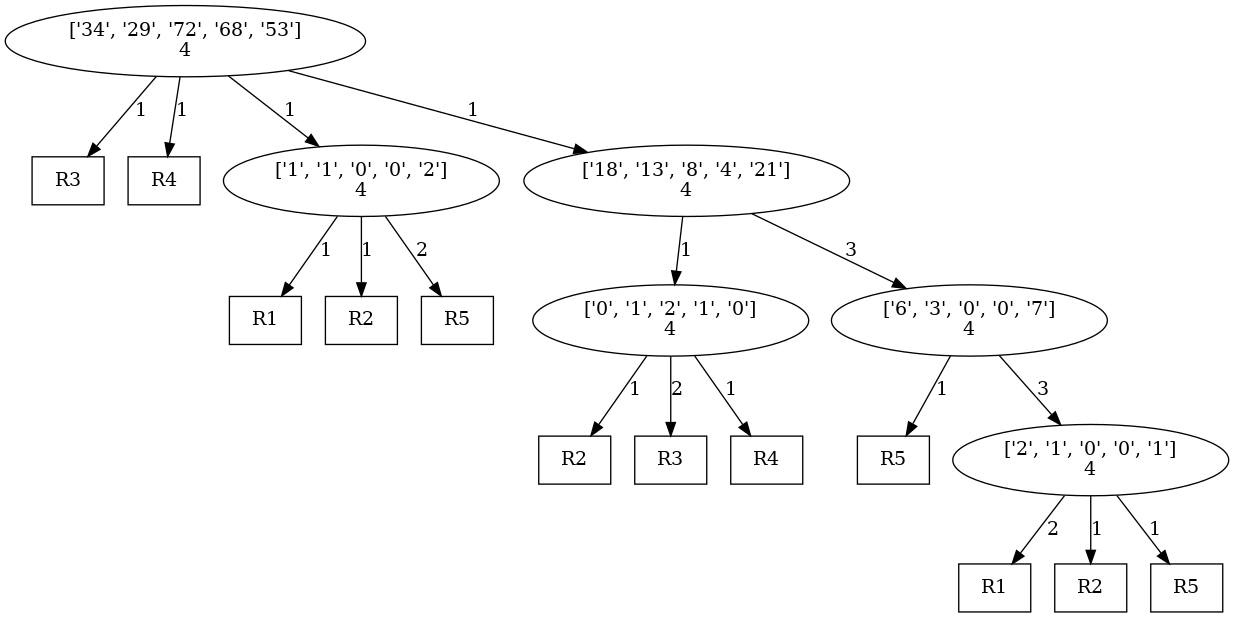 ['34', '29', '72', '68', '53']
4
1
1
1
1
R3
R4
['1', '1', '0', '0', '2']
4
['18', '13', '8', '4', '21']
4
1
1
2
1
3
R1
R2
R5
['0', '1', '2', '1', '0']
4
['6', '3', '0', '0', '7']
4
1
2
1
1
3
R2
R3
R4
R5
['2', '1', '0', '0', '1']
4
2
1
1
R1
R2
R5